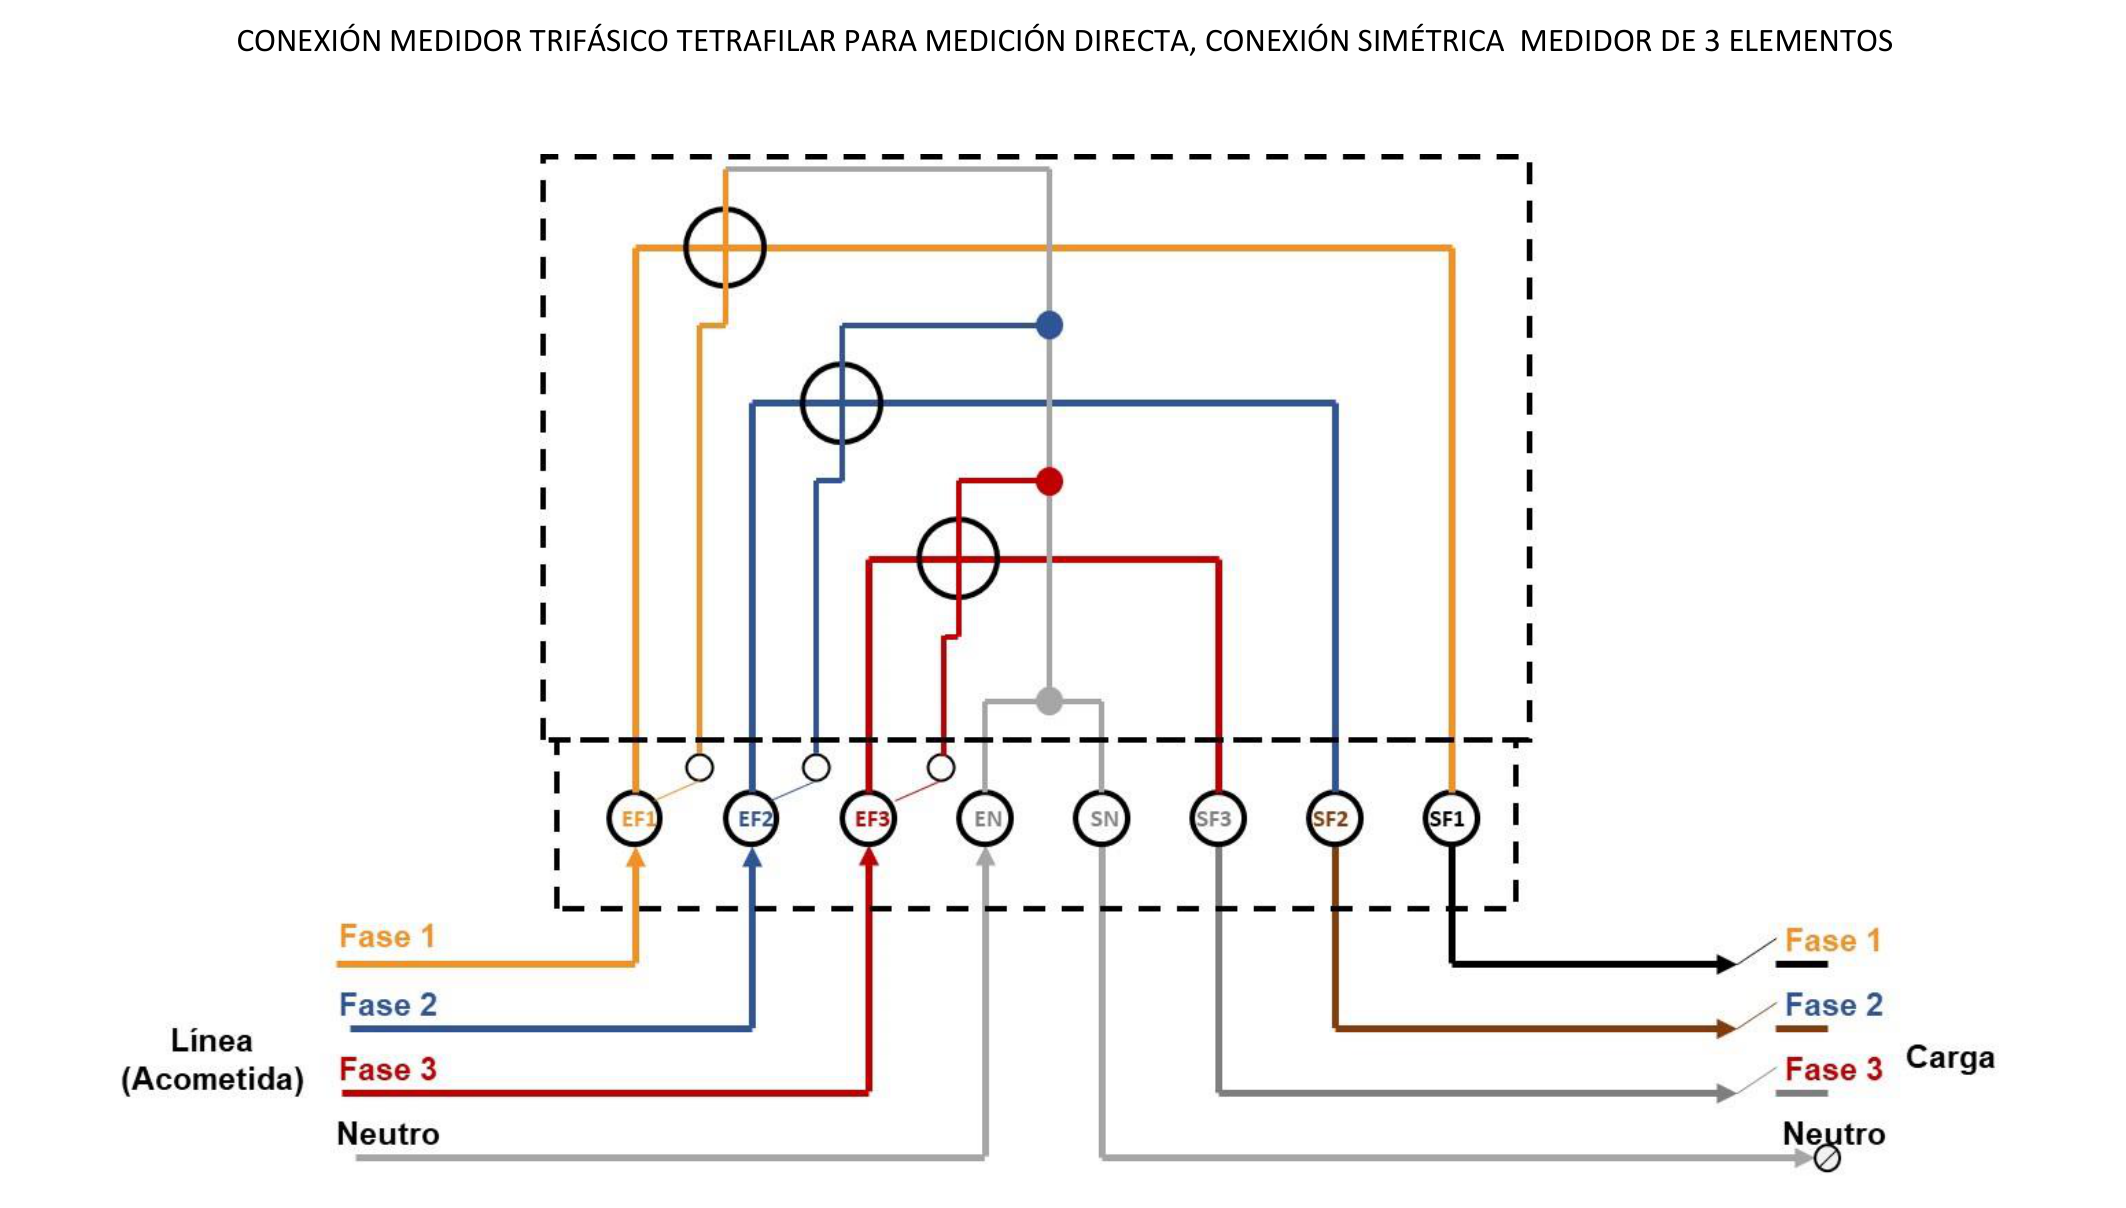 CONEXIÓN MEDIDOR TRIFÁSICO TETRAFILAR PARA MEDICIÓN DIRECTA, CONEXIÓN SIMÉTRICA  MEDIDOR DE 3 ELEMENTOS
EF1 EF2 EF3 EN SN SF3 SF2 SF1
Fase 1
Fase 2
Fase 3
Neutro
Línea
(Acometida)
Fase 1
Fase 2
Fase 3
Neutro
Carga